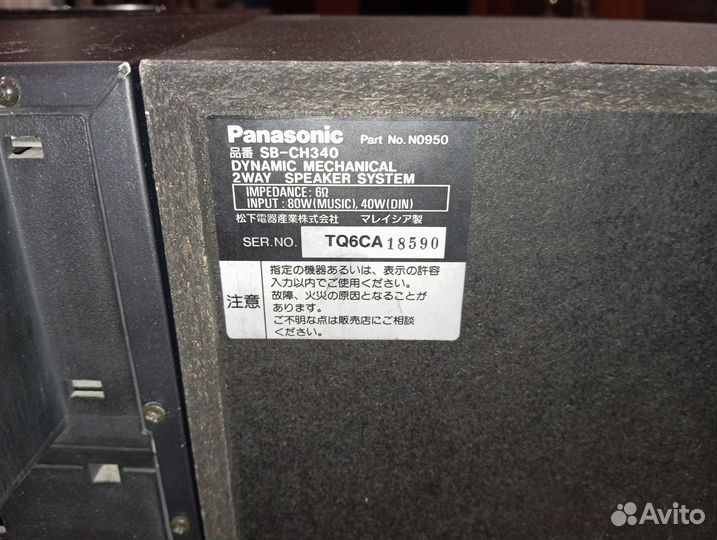 Panasonic Part No. N0950
品番 SB-CH340
DYNAMIC MECHANICAL
2WAY SPEAKER SYSTEM
IMPEDANCE: 6Ω
INPUT : 80W(MUSIC), 40W(DIN)
松下電器産業株式会社 マレイシア製
SER.NO. TQ6CA18590
注意
指定の機器あるいは、表示の許容
入力以内でご使用ください。
故障、火災の原因となることが
あります。
ご不明な点は販売店にご相談
ください。
Avito